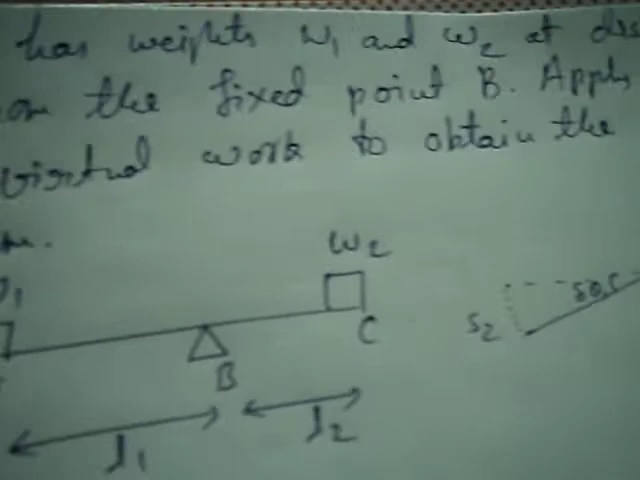 has weights W₁ and W₂ at dis
the fixed point B. Apply
virtual work to obtain the
W₂
C
B
S₂
l₁
l₂